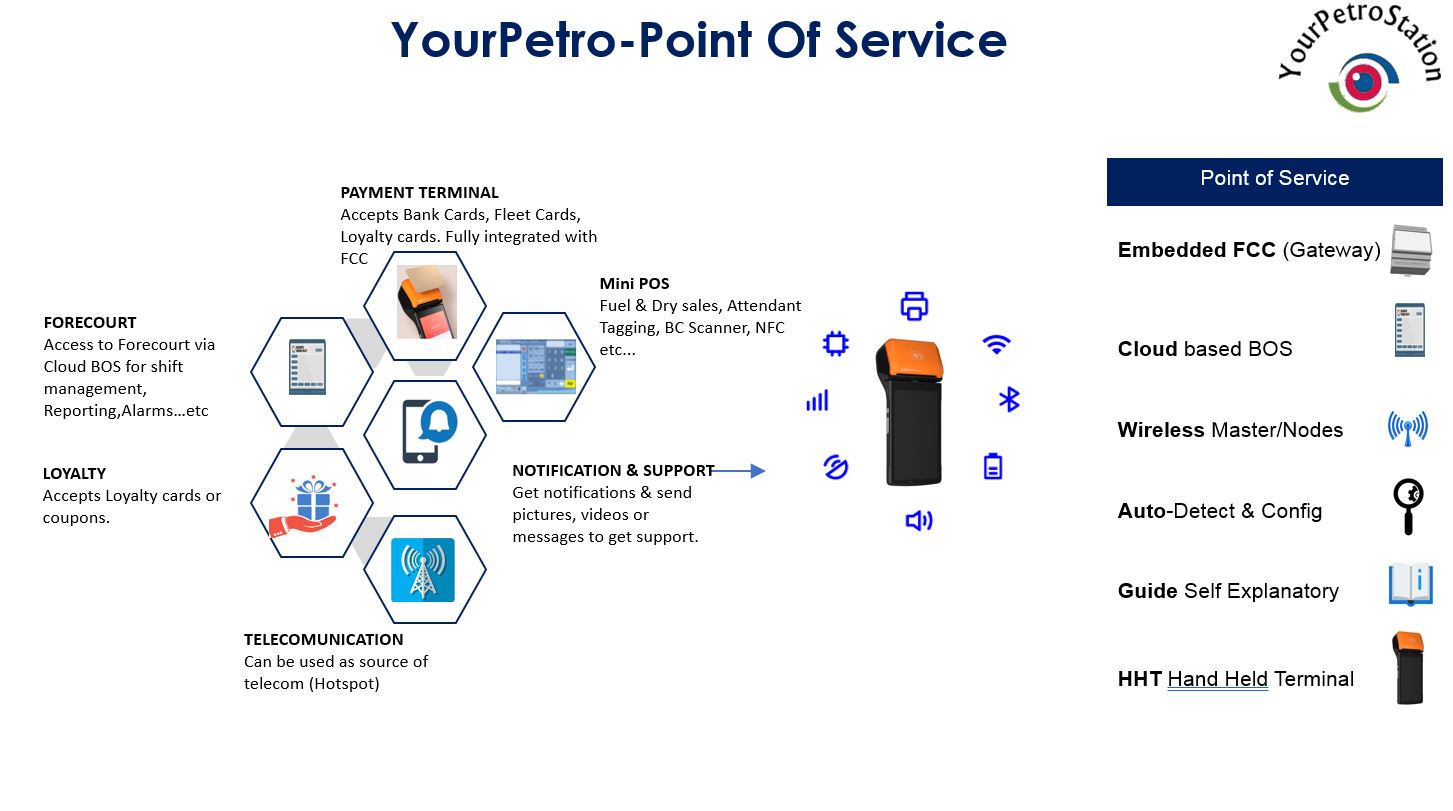 YourPetro-Point Of Service
YourPetroStation
PAYMENT TERMINAL
Accepts Bank Cards, Fleet Cards,
Loyalty cards. Fully integrated with
FCC
Mini POS
Fuel & Dry sales, Attendant
Tagging, BC Scanner, NFC
etc...
FORECOURT
Access to Forecourt via
Cloud BOS for shift
management,
Reporting,Alarms...etc
LOYALTY
Accepts Loyalty cards or
coupons.
NOTIFICATION & SUPPORT
Get notifications & send
pictures, videos or
messages to get support.
TELECOMUNICATION
Can be used as source of
telecom (Hotspot)
Point of Service
Embedded FCC (Gateway)
Cloud based BOS
Wireless Master/Nodes
Auto-Detect & Config
Guide Self Explanatory
HHT Hand Held Terminal